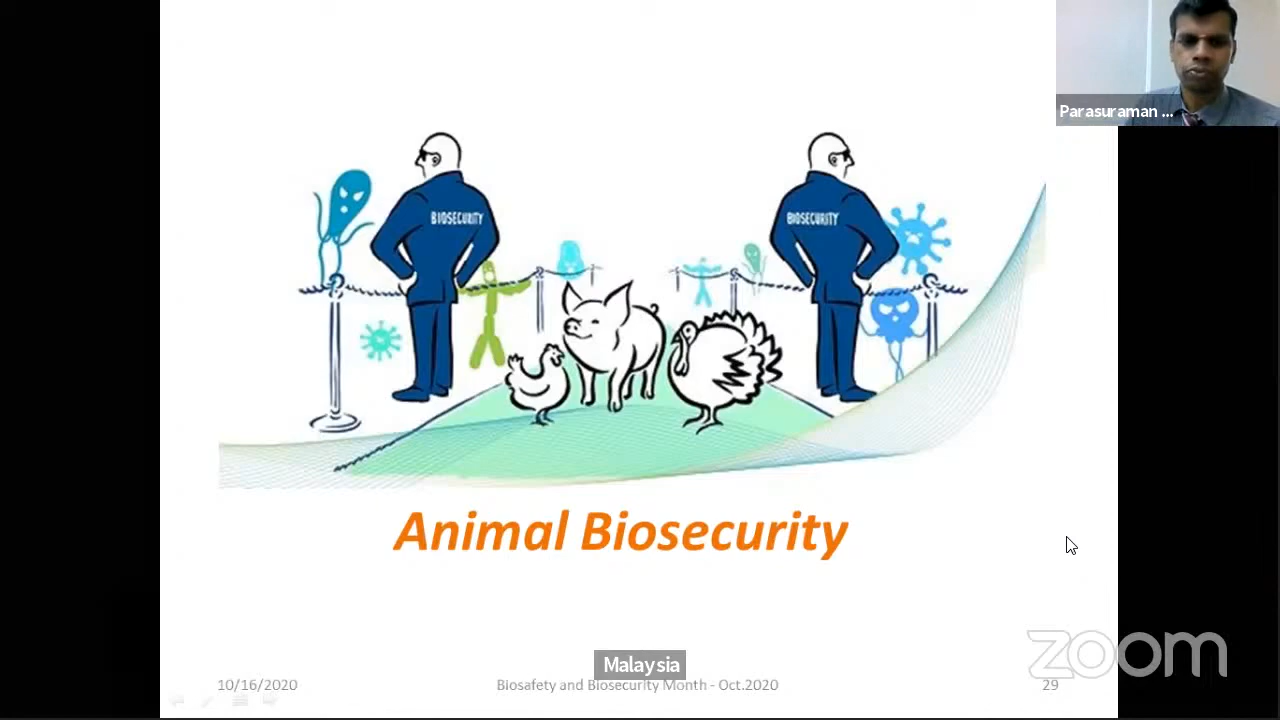 Parasuraman ...
BIOSECURITY
BIOSECURITY
Animal Biosecurity
Malaysia
10/16/2020
Biosafety and Biosecurity Month - Oct.2020
29
zoom